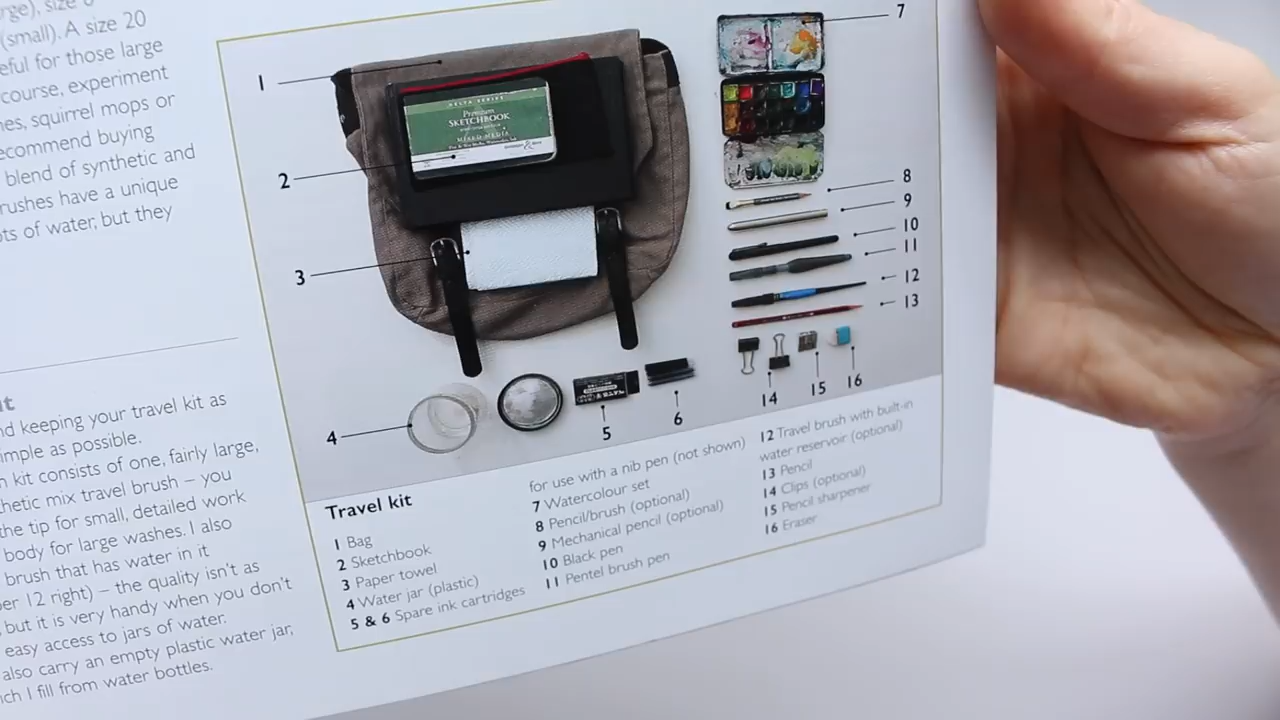 (small). A size 20
eful for those large
course, experiment
nes, squirrel mops or
ecommend buying
blend of synthetic and
rushes have a unique
ots of water, but they
nd keeping your travel kit as
imple as possible.
n kit consists of one, fairly large,
thetic mix travel brush – you
the tip for small, detailed work
body for large washes. I also
brush that has water in it
per 12 right) – the quality isn't as
but it is very handy when you don't
easy access to jars of water.
also carry an empty plastic water jar,
ich I fill from water bottles.
1
2
3
4
5
6
7
8
9
10
11
12
13
14
15
16
DELTA SERIES
Premium
SKETCHBOOK
MIXED MEDIA
Travel kit
1 Bag
2 Sketchbook
3 Paper towel
4 Water jar (plastic)
5 & 6 Spare ink cartridges
for use with a nib pen (not shown)
7 Watercolour set
8 Pencil/brush (optional)
9 Mechanical pencil (optional)
10 Black pen
11 Pentel brush pen
12 Travel brush with built-in
water reservoir (optional)
13 Pencil
14 Clips (optional)
15 Pencil sharpener
16 Eraser